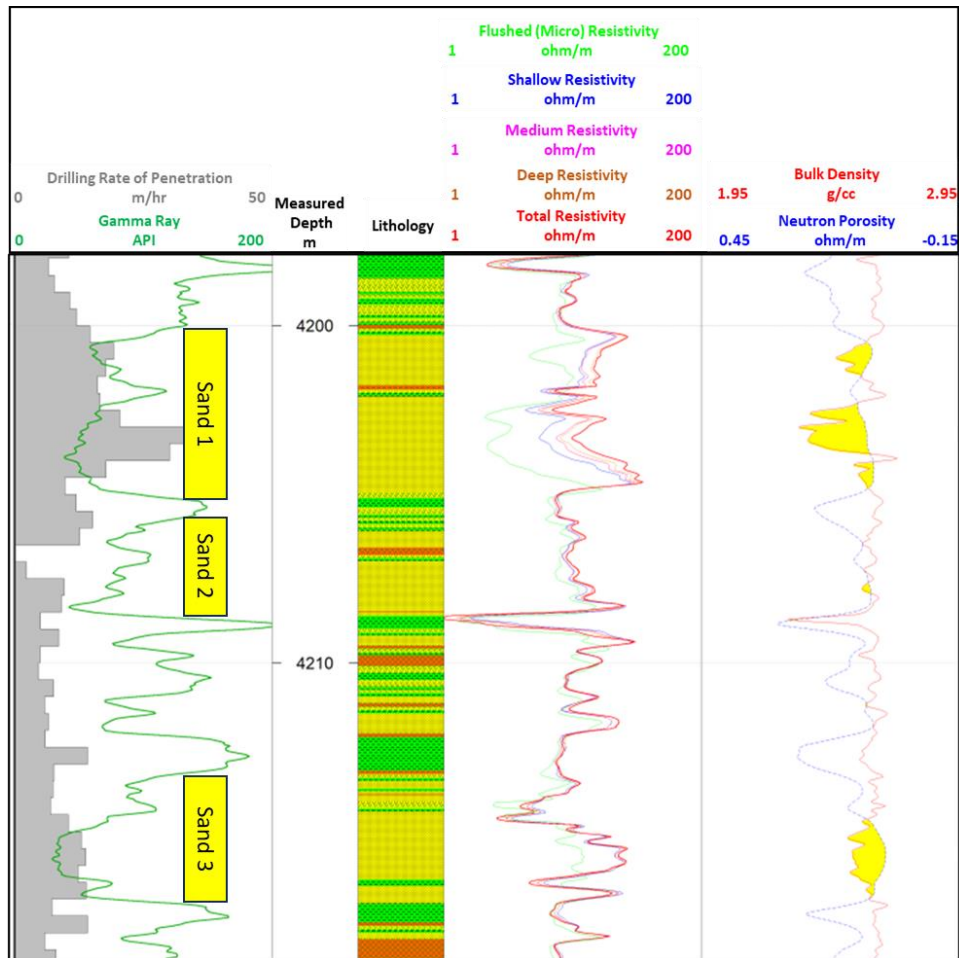 Flushed (Micro) Resistivity
1 ohm/m 200
Shallow Resistivity
1 ohm/m 200
Medium Resistivity
1 ohm/m 200
Drilling Rate of Penetration
0 m/hr 50
Gamma Ray
0 API 200
Measured
Depth
m
Lithology
Deep Resistivity
1 ohm/m 200
Total Resistivity
1 ohm/m 200
Bulk Density
1.95 g/cc 2.95
Neutron Porosity
0.45 ohm/m -0.15
4200
Sand 1
Sand 2
4210
Sand 3